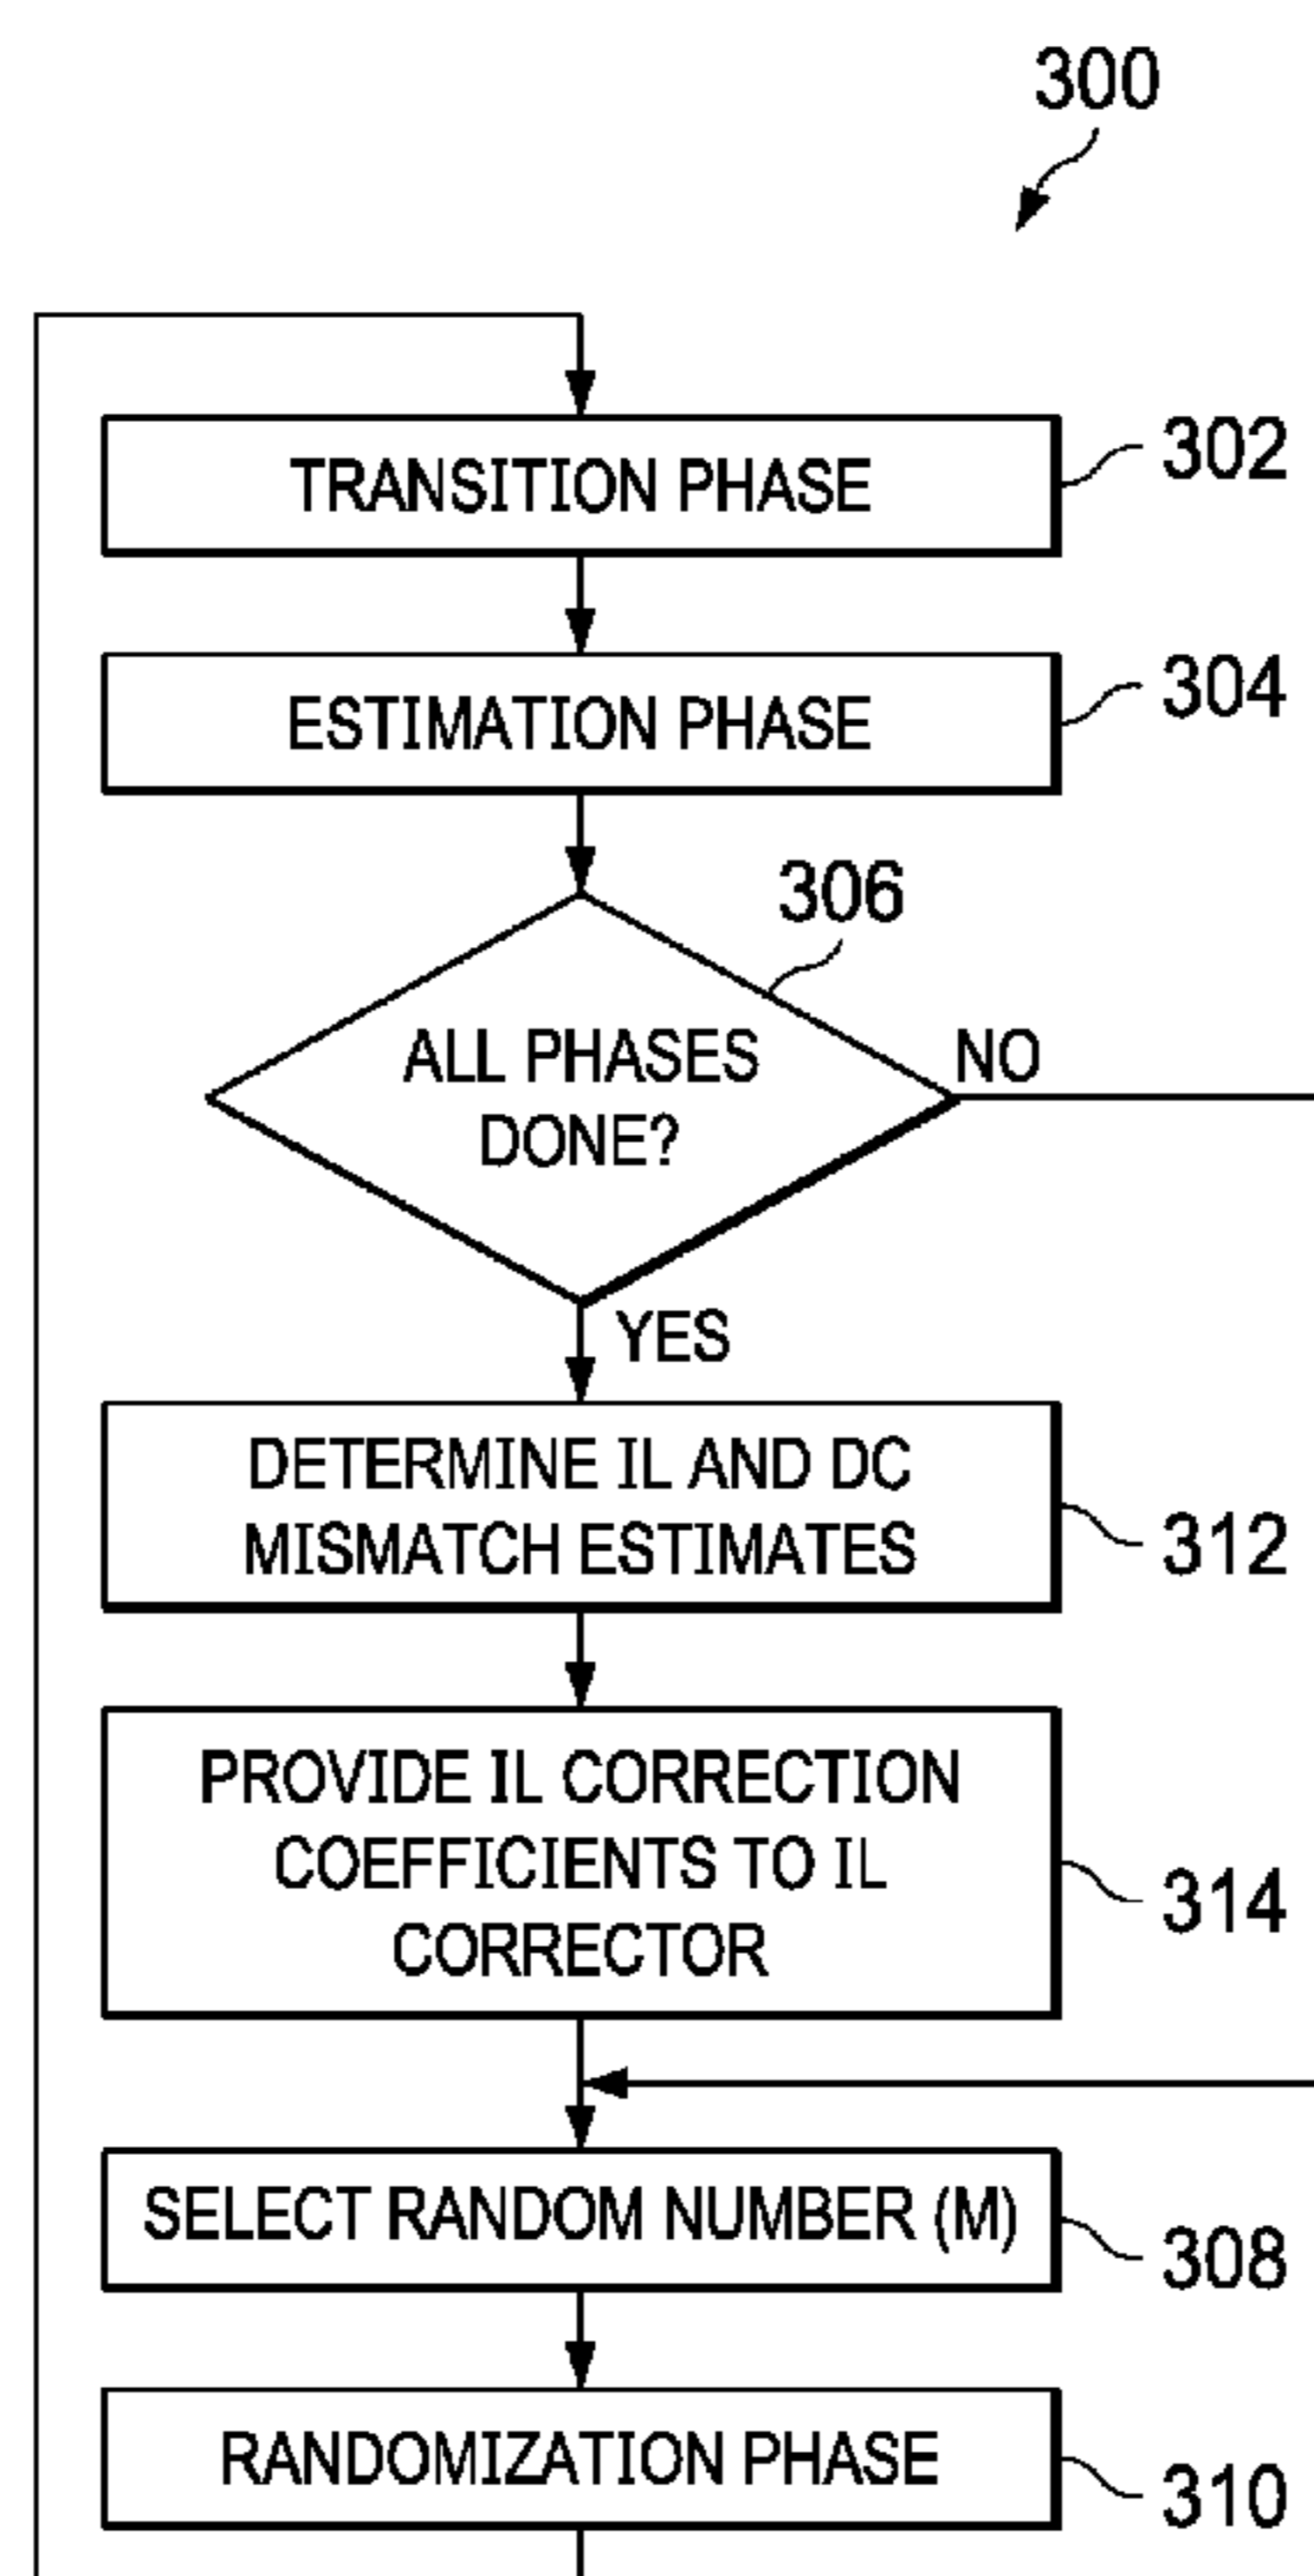 300
TRANSITION PHASE
302
ESTIMATION PHASE
304
306
ALL PHASES
DONE?
NO
YES
DETERMINE IL AND DC
MISMATCH ESTIMATES
312
PROVIDE IL CORRECTION
COEFFICIENTS TO IL
CORRECTOR
314
SELECT RANDOM NUMBER (M)
308
RANDOMIZATION PHASE
310